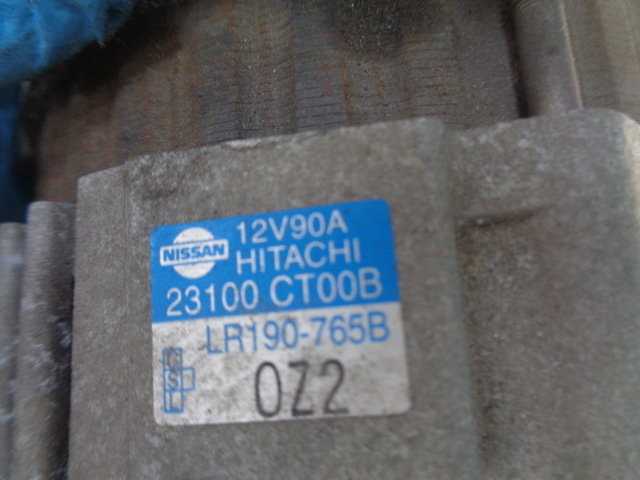 NISSAN
12V90A
HITACHI
23100 CT00B
LR190-765B
C
S
L
0Z2